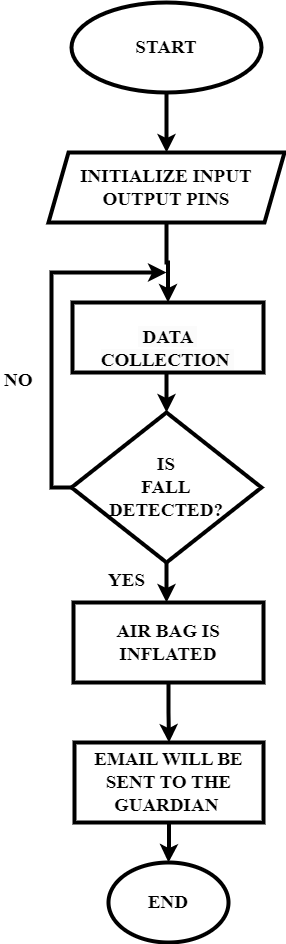 START
INITIALIZE INPUT
OUTPUT PINS
DATA
COLLECTION
NO
IS
FALL
DETECTED?
YES
AIR BAG IS
INFLATED
EMAIL WILL BE
SENT TO THE
GUARDIAN
END